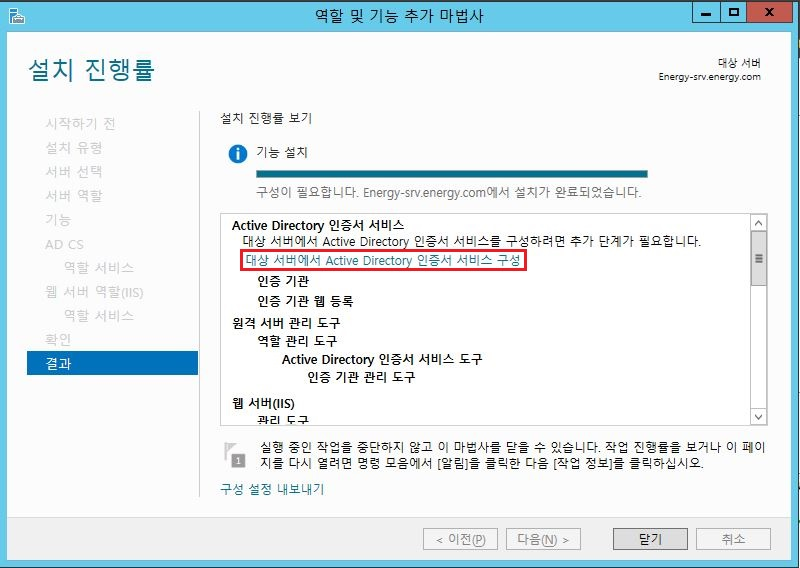 역할 및 기능 추가 마법사
설치 진행률
대상 서버
Energy-srv.energy.com
시작하기 전
설치 유형
서버 선택
서버 역할
기능
AD CS
역할 서비스
웹 서버 역할(IIS)
역할 서비스
확인
결과
설치 진행률 보기
기능 설치
구성이 필요합니다. Energy-srv.energy.com에서 설치가 완료되었습니다.
Active Directory 인증서 서비스
대상 서버에서 Active Directory 인증서 서비스를 구성하려면 추가 단계가 필요합니다.
대상 서버에서 Active Directory 인증서 서비스 구성
인증 기관
인증 기관 웹 등록
원격 서버 관리 도구
역할 관리 도구
Active Directory 인증서 서비스 도구
인증 기관 관리 도구
웹 서버(IIS)
관리 도구
1
실행 중인 작업을 중단하지 않고 이 마법사를 닫을 수 있습니다. 작업 진행률을 보거나 이 페이
지를 다시 열려면 명령 모음에서 [알림]을 클릭한 다음 [작업 정보]를 클릭하십시오.
구성 설정 내보내기
< 이전(P)
다음(N) >
닫기
취소